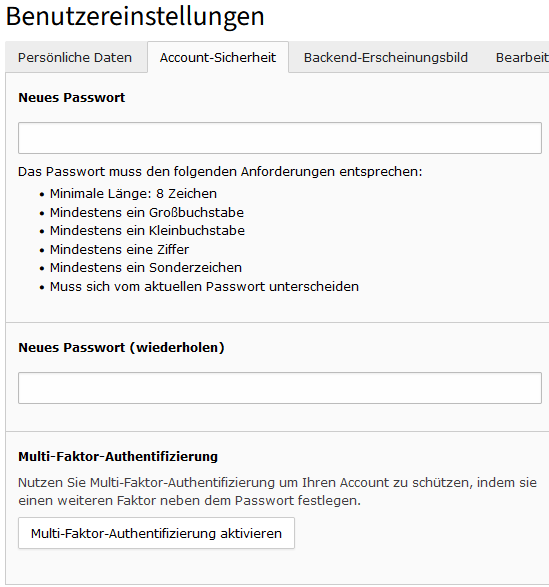 Benutzereinstellungen
Persönliche Daten
Account-Sicherheit
Backend-Erscheinungsbild
Bearbeit
Neues Passwort
Das Passwort muss den folgenden Anforderungen entsprechen:
• Minimale Länge: 8 Zeichen
• Mindestens ein Großbuchstabe
• Mindestens ein Kleinbuchstabe
• Mindestens eine Ziffer
• Mindestens ein Sonderzeichen
• Muss sich vom aktuellen Passwort unterscheiden
Neues Passwort (wiederholen)
Multi-Faktor-Authentifizierung
Nutzen Sie Multi-Faktor-Authentifizierung um Ihren Account zu schützen, indem sie
einen weiteren Faktor neben dem Passwort festlegen.
Multi-Faktor-Authentifizierung aktivieren